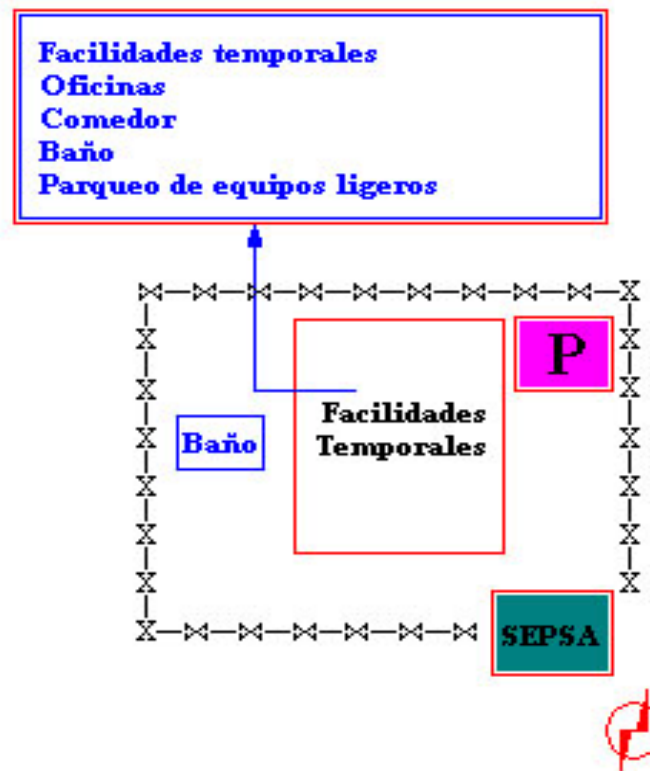 Facilidades temporales
Oficinas
Comedor
Baño
Parqueo de equipos ligeros
P
Facilidades
Temporales
Baño
SEPSA